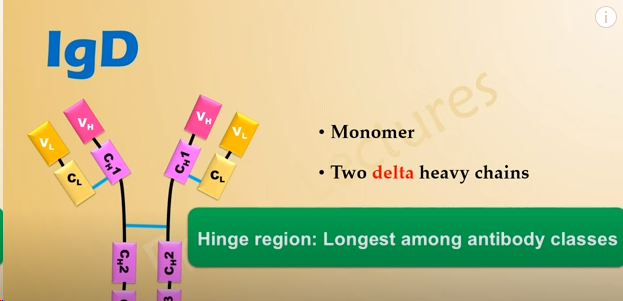 IgD
VH
VH
VL
VL
CH1
CH1
CL
CL
• Monomer
• Two delta heavy chains
Hinge region: Longest among antibody classes
CH2
CH2